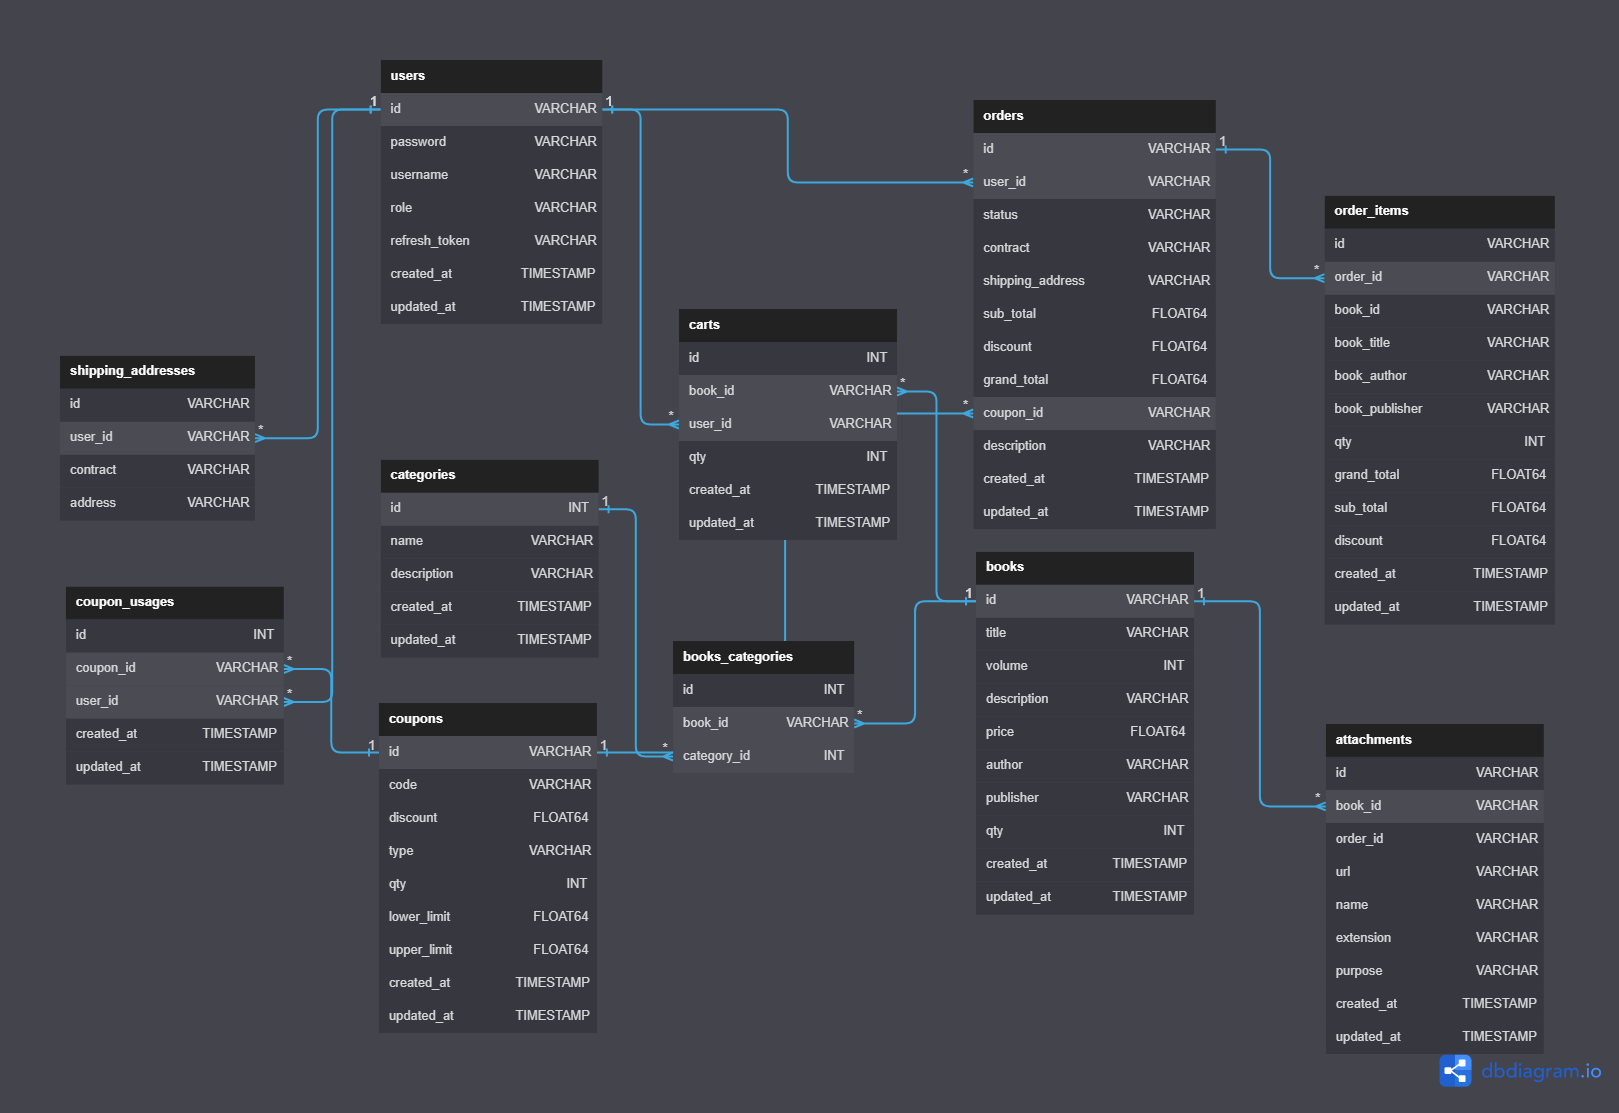 users
1 id VARCHAR 1
password VARCHAR
username VARCHAR
role VARCHAR
refresh_token VARCHAR
created_at TIMESTAMP
updated_at TIMESTAMP
orders
id VARCHAR 1
* user_id VARCHAR
status VARCHAR
contract VARCHAR
shipping_address VARCHAR
sub_total FLOAT64
discount FLOAT64
grand_total FLOAT64
* coupon_id VARCHAR
description VARCHAR
created_at TIMESTAMP
updated_at TIMESTAMP
order_items
id VARCHAR
* order_id VARCHAR
book_id VARCHAR
book_title VARCHAR
book_author VARCHAR
book_publisher VARCHAR
qty INT
grand_total FLOAT64
sub_total FLOAT64
discount FLOAT64
created_at TIMESTAMP
updated_at TIMESTAMP
carts
id INT
book_id VARCHAR *
* user_id VARCHAR
qty INT
created_at TIMESTAMP
updated_at TIMESTAMP
shipping_addresses
id VARCHAR
user_id VARCHAR *
contract VARCHAR
address VARCHAR
categories
id INT 1
name VARCHAR
description VARCHAR
created_at TIMESTAMP
updated_at TIMESTAMP
coupon_usages
id INT
coupon_id VARCHAR *
user_id VARCHAR *
created_at TIMESTAMP
updated_at TIMESTAMP
books_categories
id INT
book_id VARCHAR *
* category_id INT
books
1 id VARCHAR 1
title VARCHAR
volume INT
description VARCHAR
price FLOAT64
author VARCHAR
publisher VARCHAR
qty INT
created_at TIMESTAMP
updated_at TIMESTAMP
coupons
1 id VARCHAR 1
code VARCHAR
discount FLOAT64
type VARCHAR
qty INT
lower_limit FLOAT64
upper_limit FLOAT64
created_at TIMESTAMP
updated_at TIMESTAMP
attachments
id VARCHAR
* book_id VARCHAR
order_id VARCHAR
url VARCHAR
name VARCHAR
extension VARCHAR
purpose VARCHAR
created_at TIMESTAMP
updated_at TIMESTAMP
dbdiagram.io